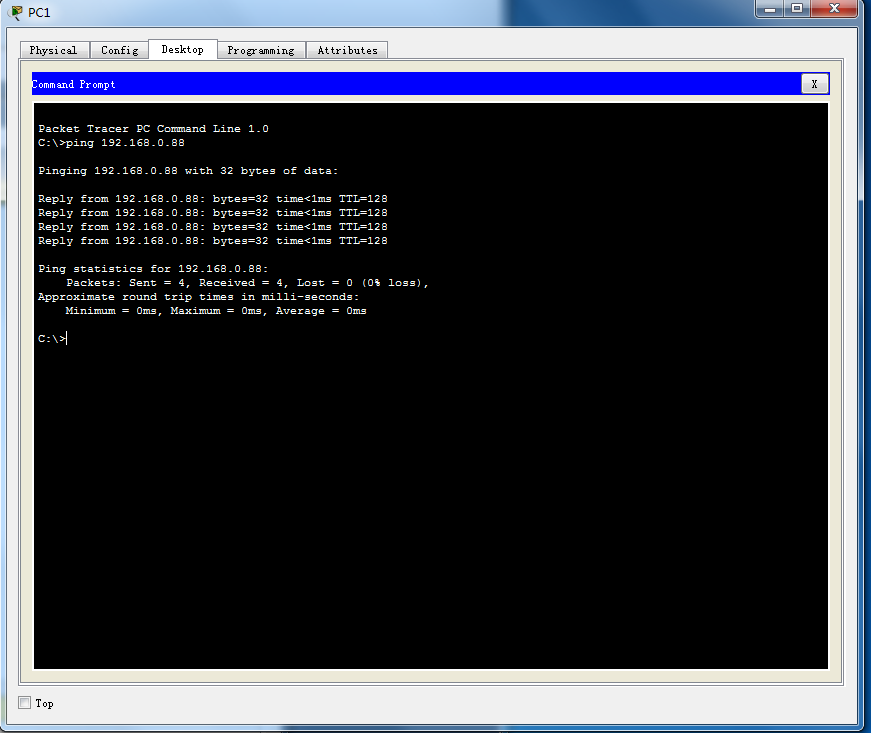 PC1
Physical Config Desktop Programming Attributes
Command Prompt X
Packet Tracer PC Command Line 1.0
C:\>ping 192.168.0.88
Pinging 192.168.0.88 with 32 bytes of data:
Reply from 192.168.0.88: bytes=32 time<1ms TTL=128
Reply from 192.168.0.88: bytes=32 time<1ms TTL=128
Reply from 192.168.0.88: bytes=32 time<1ms TTL=128
Reply from 192.168.0.88: bytes=32 time<1ms TTL=128
Ping statistics for 192.168.0.88:
Packets: Sent = 4, Received = 4, Lost = 0 (0% loss),
Approximate round trip times in milli-seconds:
Minimum = 0ms, Maximum = 0ms, Average = 0ms
C:\>
Top